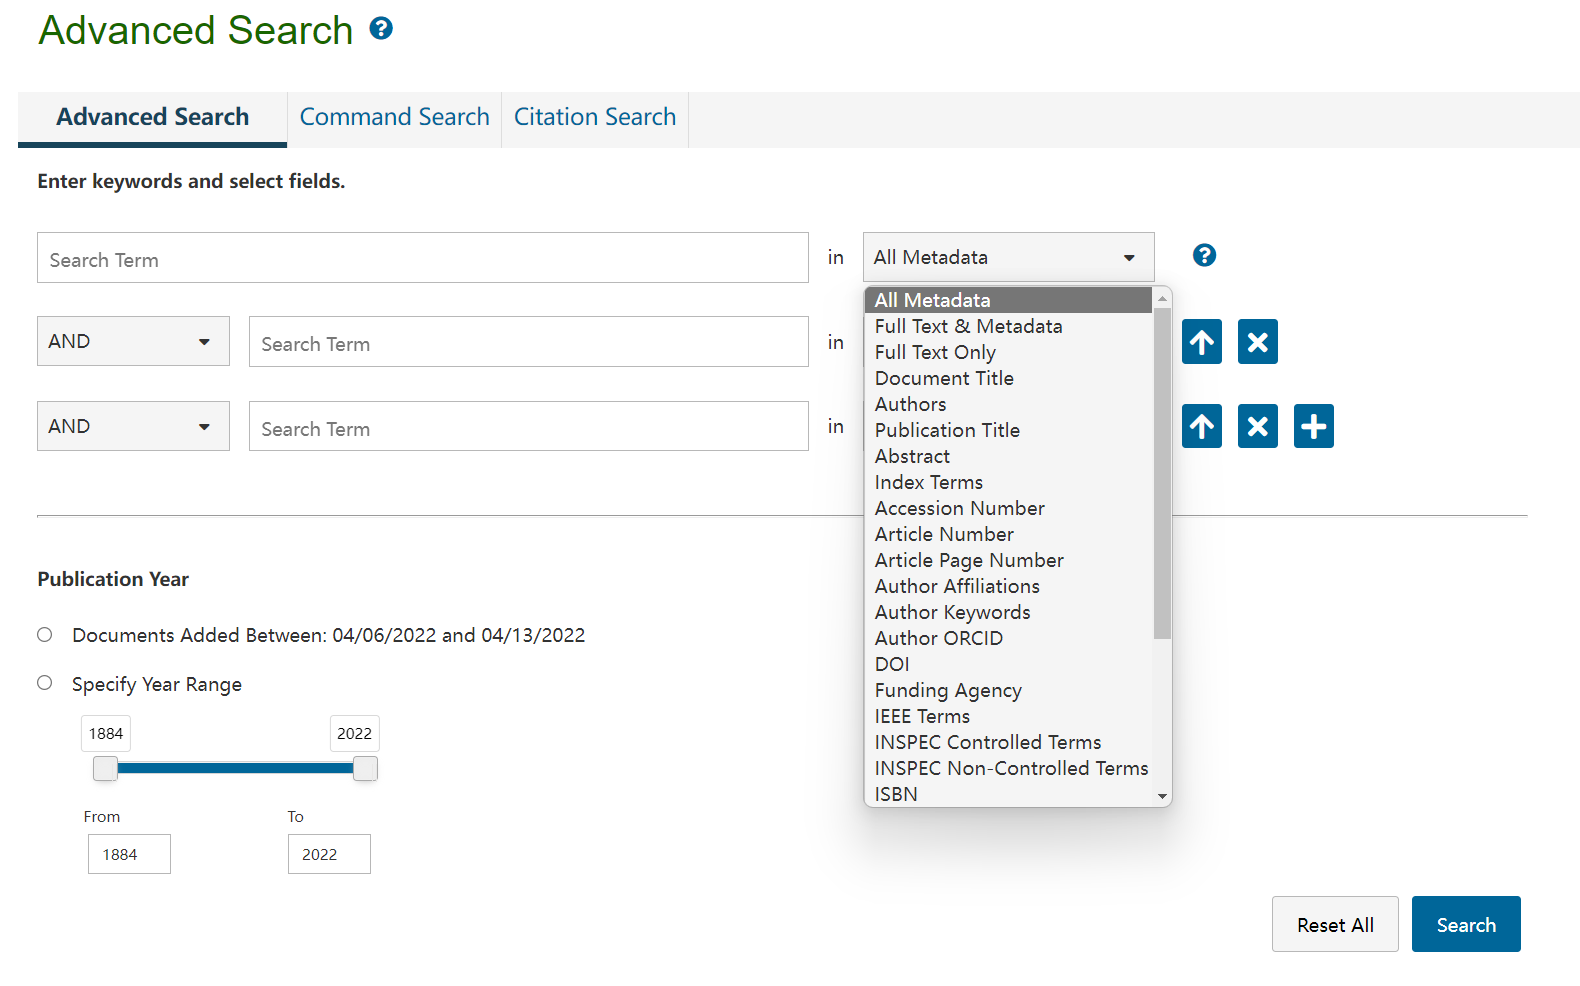 Advanced Search
Advanced Search
Command Search
Citation Search
Enter keywords and select fields.
Search Term
in
All Metadata
AND
Search Term
in
AND
Search Term
in
All Metadata
Full Text & Metadata
Full Text Only
Document Title
Authors
Publication Title
Abstract
Index Terms
Accession Number
Article Number
Article Page Number
Author Affiliations
Author Keywords
Author ORCID
DOI
Funding Agency
IEEE Terms
INSPEC Controlled Terms
INSPEC Non-Controlled Terms
ISBN
Publication Year
Documents Added Between: 04/06/2022 and 04/13/2022
Specify Year Range
1884
2022
From
To
1884
2022
Reset All
Search